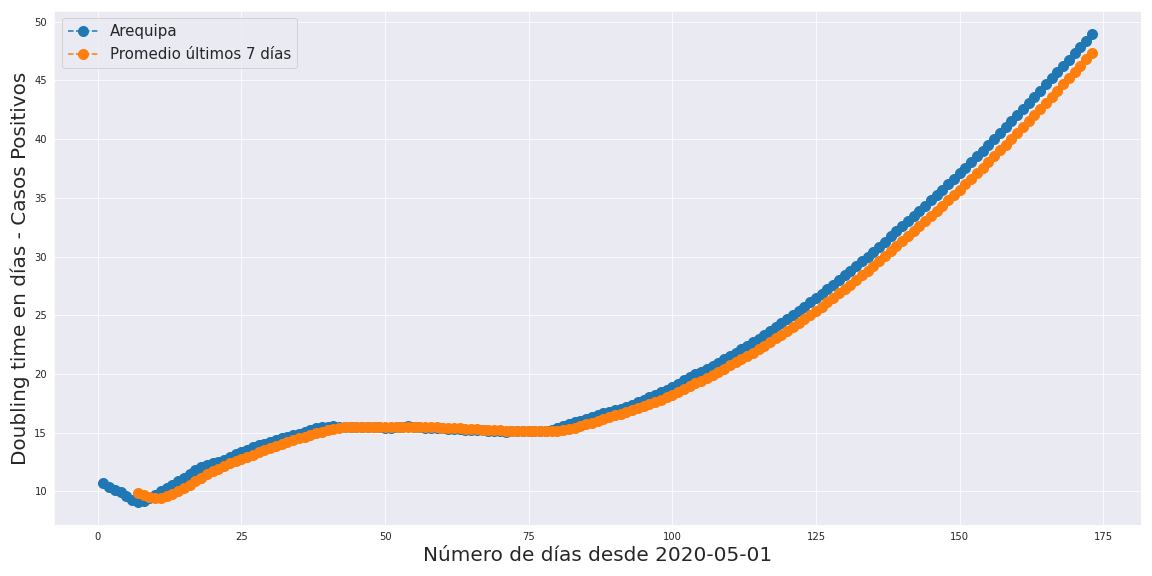 Arequipa
Promedio últimos 7 días
Doubling time en días - Casos Positivos
50
45
40
35
30
25
20
15
10
0 25 50 75 100 125 150 175
Número de días desde 2020-05-01